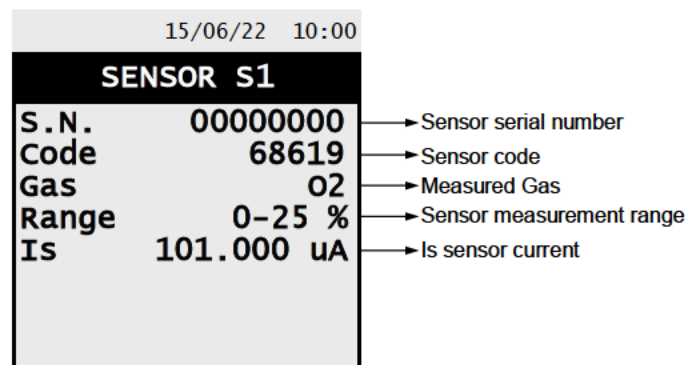 15/06/22 10:00
SENSOR S1
S.N. 00000000 Sensor serial number
Code 68619 Sensor code
Gas O2 Measured Gas
Range 0-25 % Sensor measurement range
Is 101.000 uA Is sensor current